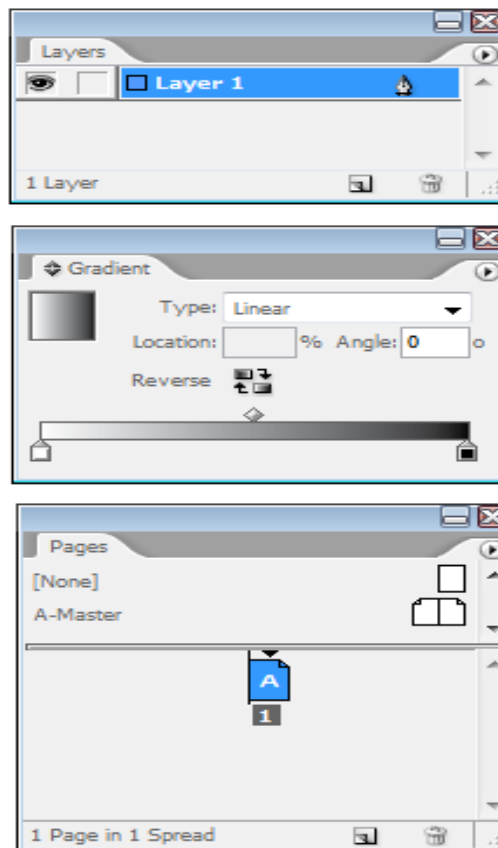 Layers
Layer 1
1 Layer
Gradient
Type: Linear
Location: % Angle: 0 o
Reverse
Pages
[None]
A-Master
A
1
1 Page in 1 Spread